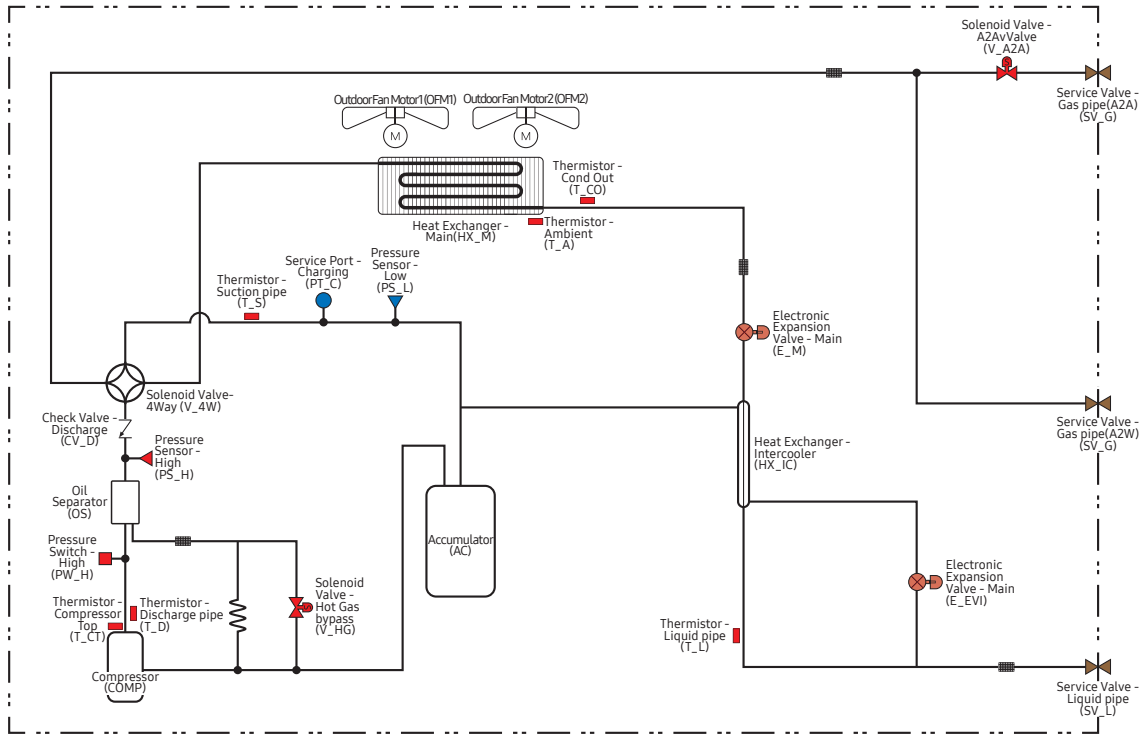 Solenoid Valve -
A2AvValve
(V_A2A)
Service Valve -
Gas pipe(A2A)
(SV_G)
OutdoorFan Motor1(OFM1)
OutdoorFan Motor2(OFM2)
M
M
Thermistor -
Cond Out
(T_CO)
Heat Exchanger -
Main(HX_M)
Thermistor -
Ambient
(T_A)
Thermistor -
Suction pipe
(T_S)
Service Port -
Charging
(PT_C)
Pressure
Sensor -
Low
(PS_L)
Electronic
Expansion
Valve - Main
(E_M)
Solenoid Valve-
4Way (V_4W)
Check Valve -
Discharge
(CV_D)
Pressure
Sensor -
High
(PS_H)
Service Valve -
Gas pipe(A2W)
(SV_G)
Heat Exchanger -
Intercooler
(HX_IC)
Oil
Separator
(OS)
Accumulator
(AC)
Pressure
Switch -
High
(PW_H)
Solenoid
Valve -
Hot Gas
bypass
(V_HG)
S
Electronic
Expansion
Valve - Main
(E_EVI)
Thermistor -
Compressor
Top
(T_CT)
Thermistor -
Discharge pipe
(T_D)
Thermistor -
Liquid pipe
(T_L)
Compressor
(COMP)
Service Valve -
Liquid pipe
(SV_L)